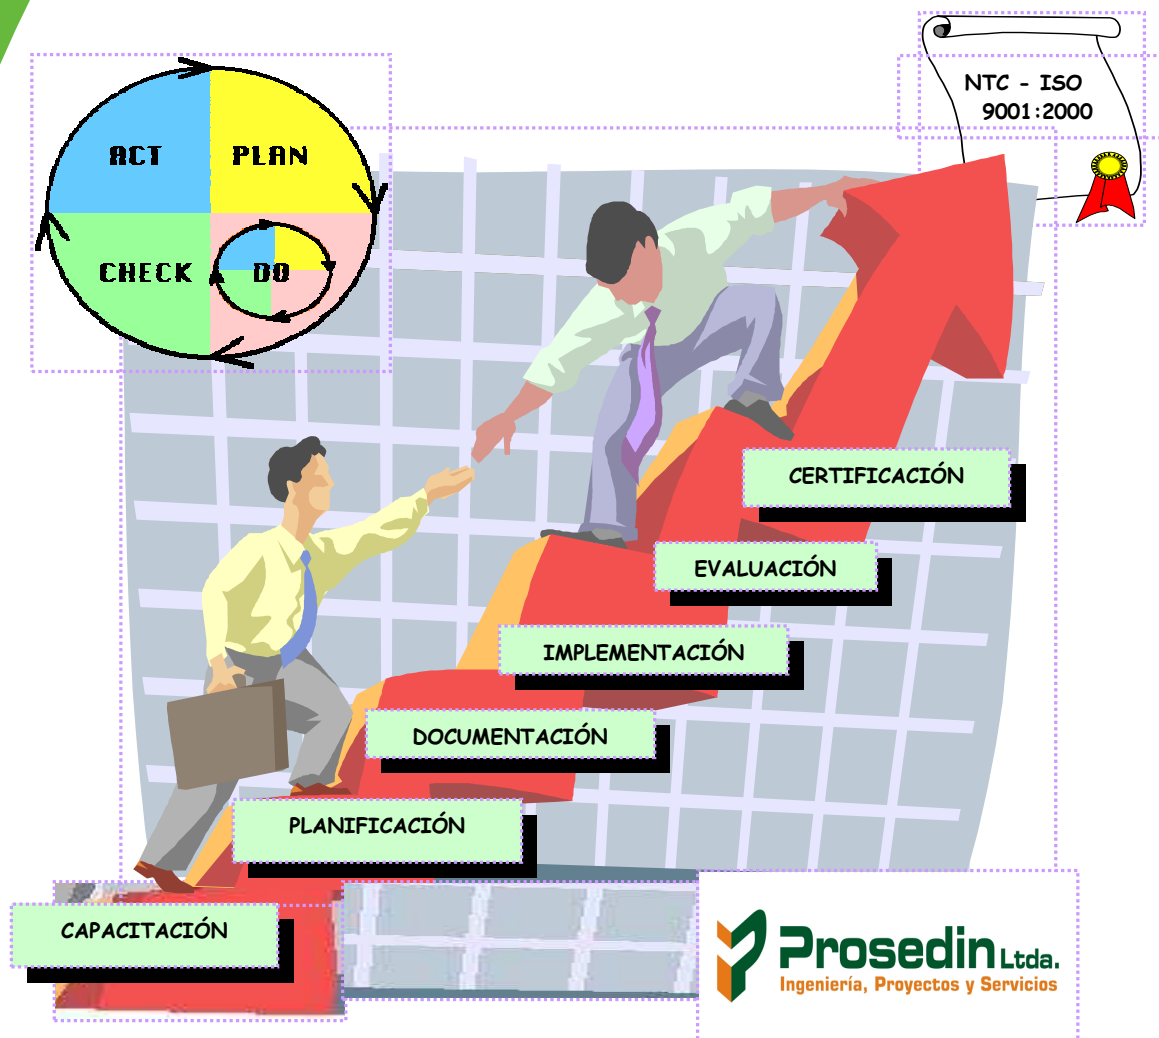 NTC - ISO
9001:2000
ACT
PLAN
CHECK
DO
CERTIFICACIÓN
EVALUACIÓN
IMPLEMENTACIÓN
DOCUMENTACIÓN
PLANIFICACIÓN
CAPACITACIÓN
Prosedin Ltda.
Ingeniería, Proyectos y Servicios